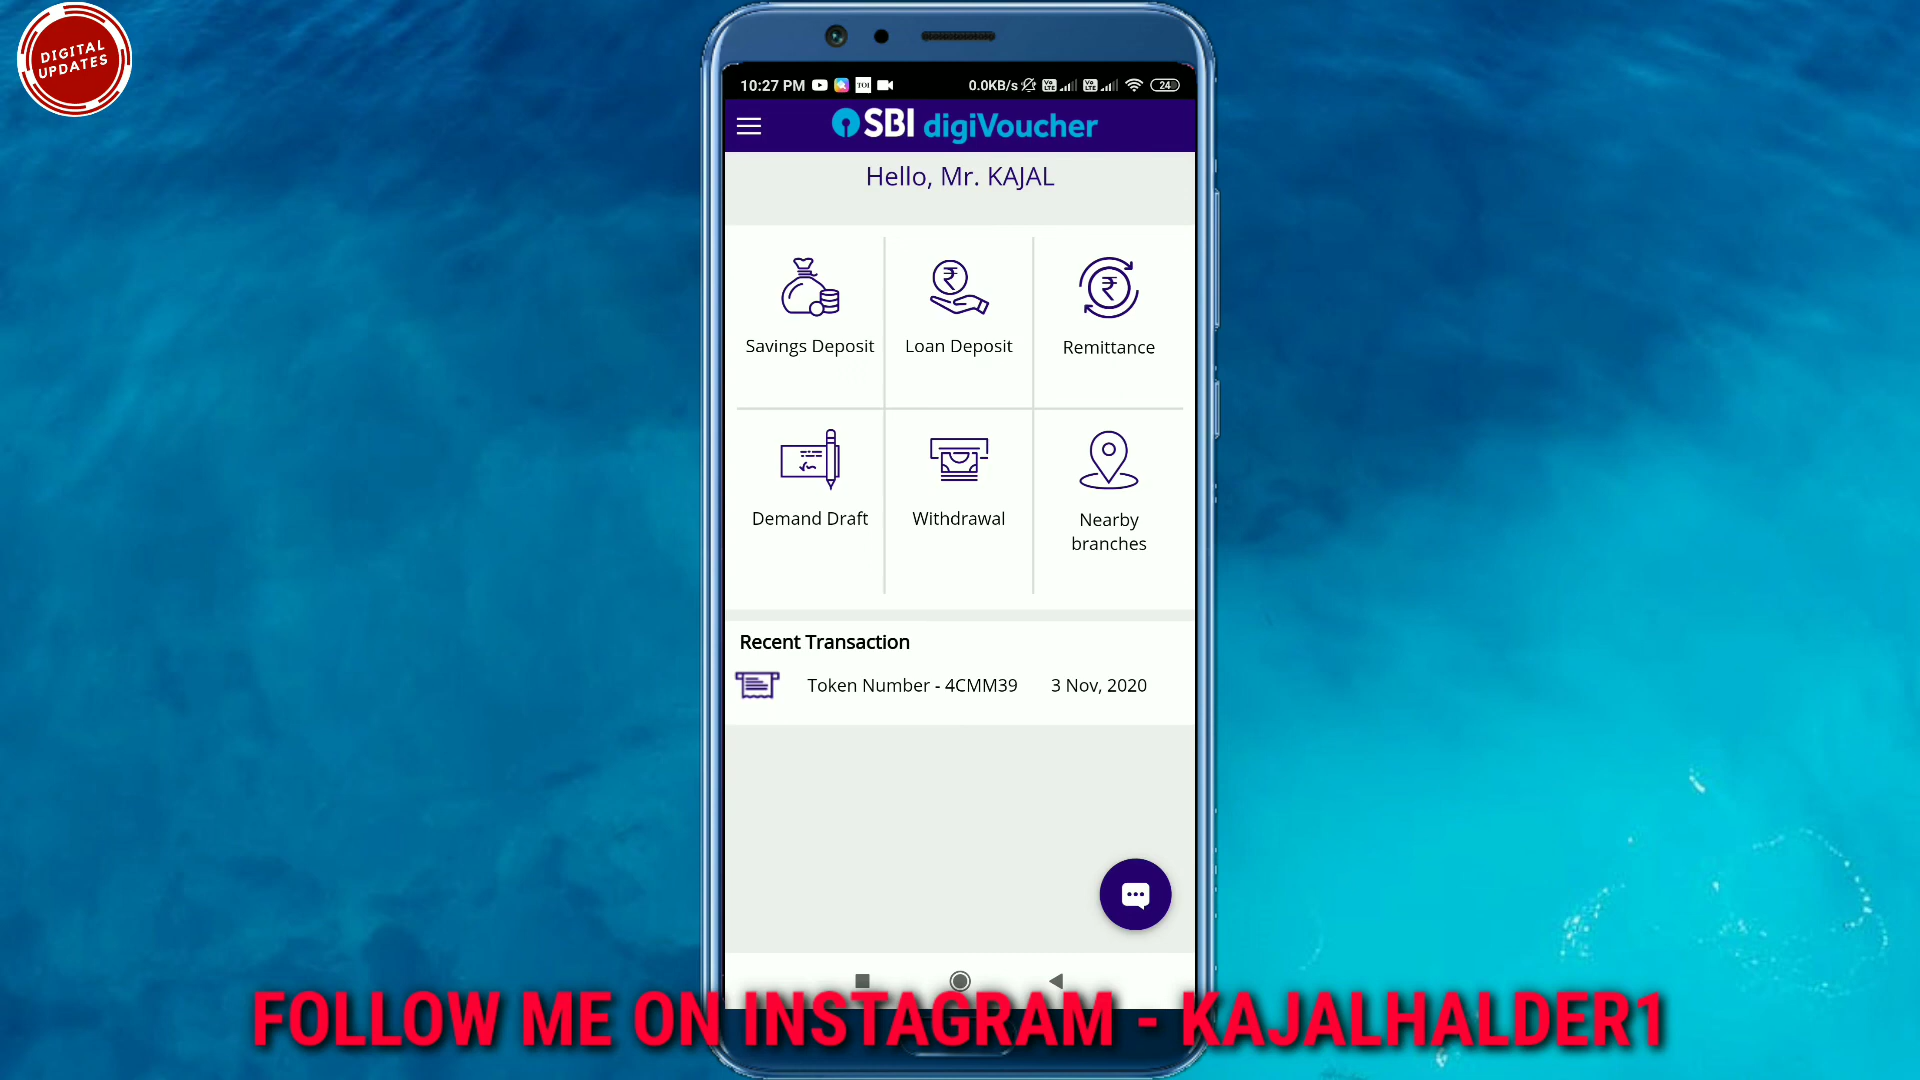 DIGITAL
UPDATES
10:27 PM
0.0KB/s
24
SBI digiVoucher
Hello, Mr. KAJAL
Savings Deposit
Loan Deposit
Remittance
Demand Draft
Withdrawal
Nearby
branches
Recent Transaction
Token Number - 4CMM39
3 Nov, 2020
FOLLOW ME ON INSTAGRAM - KAJALHALDER1